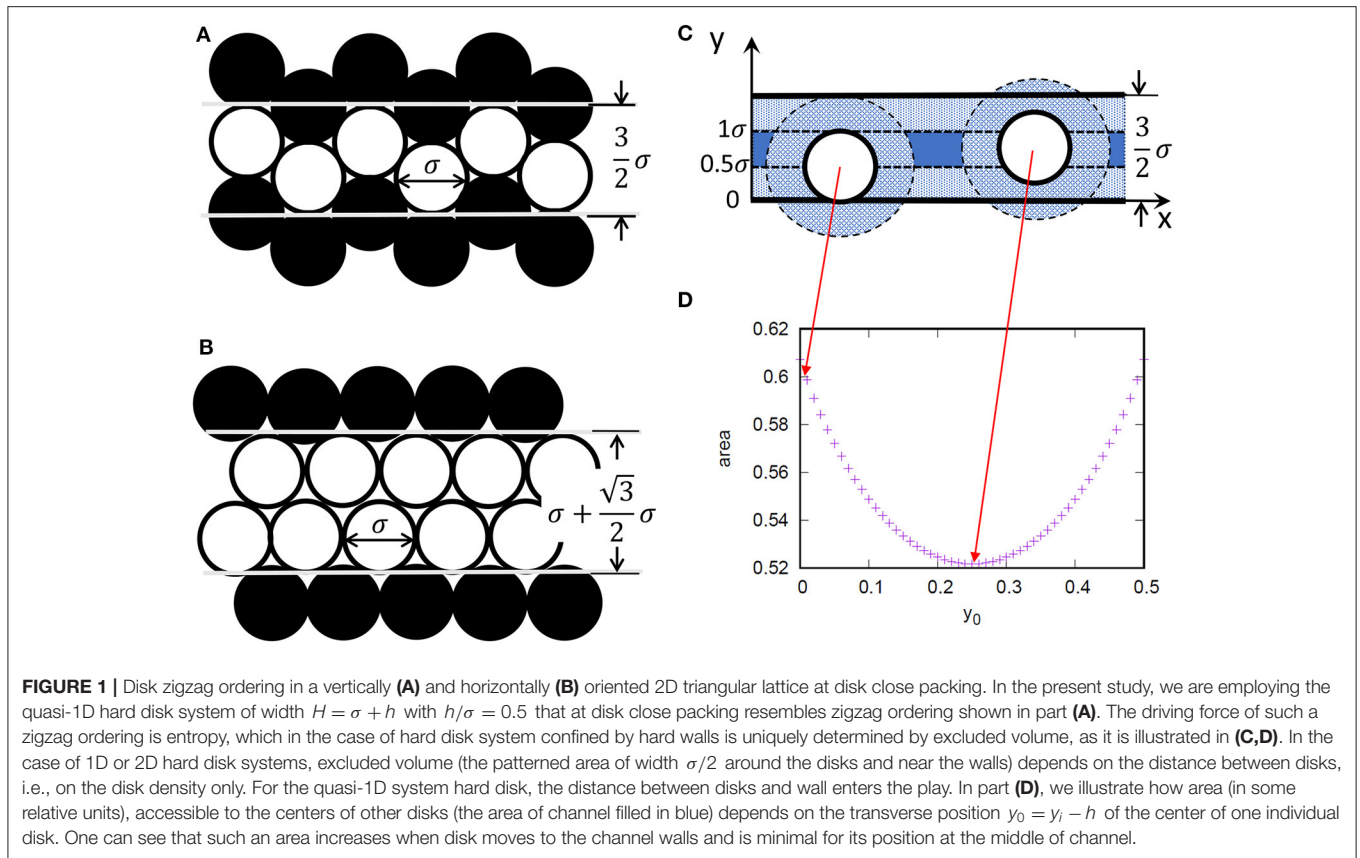 A
σ
3/2 σ
B
σ
σ + √3/2 σ
C
y
1σ
0.5σ
0
x
3/2 σ
D
0.62
0.6
0.58
0.56
0.54
0.52
area
0 0.1 0.2 0.3 0.4 0.5
y₀
FIGURE 1 | Disk zigzag ordering in a vertically (A) and horizontally (B) oriented 2D triangular lattice at disk close packing. In the present study, we are employing the
quasi-1D hard disk system of width H = σ + h with h/σ = 0.5 that at disk close packing resembles zigzag ordering shown in part (A). The driving force of such a
zigzag ordering is entropy, which in the case of hard disk system confined by hard walls is uniquely determined by excluded volume, as it is illustrated in (C,D). In the
case of 1D or 2D hard disk systems, excluded volume (the patterned area of width σ/2 around the disks and near the walls) depends on the distance between disks,
i.e., on the disk density only. For the quasi-1D system hard disk, the distance between disks and wall enters the play. In part (D), we illustrate how area (in some
relative units), accessible to the centers of other disks (the area of channel filled in blue) depends on the transverse position y₀ = yᵢ − h of the center of one individual
disk. One can see that such an area increases when disk moves to the channel walls and is minimal for its position at the middle of channel.